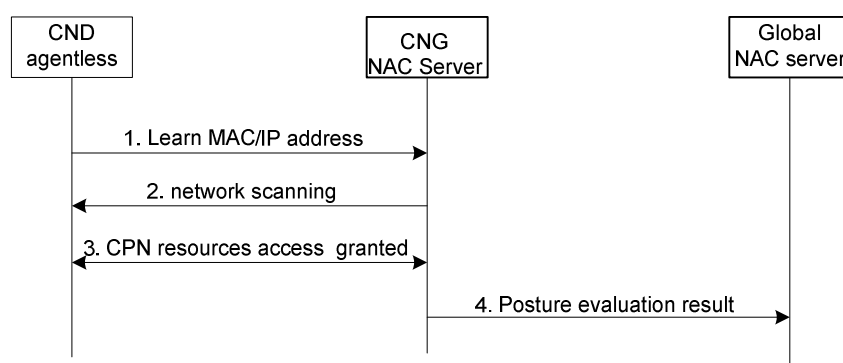 CND
agentless
CNG
NAC Server
Global
NAC server
1. Learn MAC/IP address
2. network scanning
3. CPN resources access granted
4. Posture evaluation result